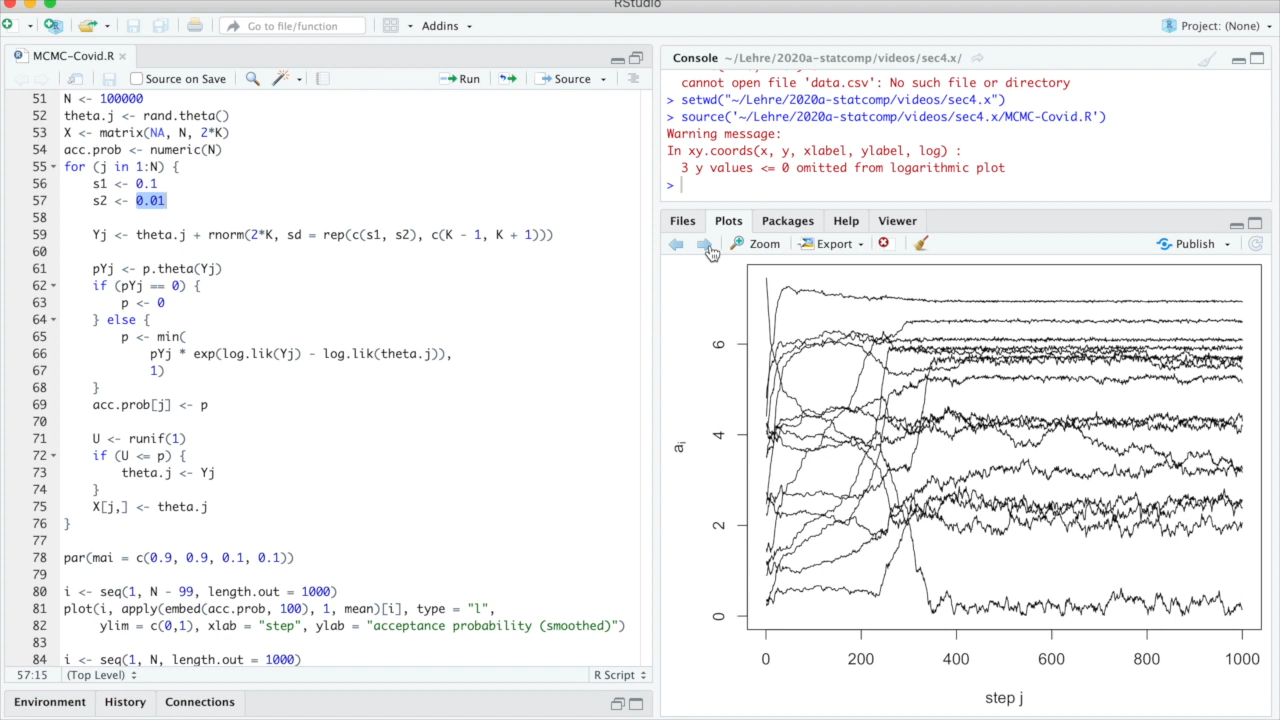 RStudio
Go to file/function
Addins
Project: (None)
MCMC-Covid.R
Source on Save
Run
Source
51 N <- 100000
52 theta.j <- rand.theta()
53 X <- matrix(NA, N, 2*K)
54 acc.prob <- numeric(N)
55 for (j in 1:N) {
56 s1 <- 0.1
57 s2 <- 0.01
58
59 Yj <- theta.j + rnorm(2*K, sd = rep(c(s1, s2), c(K - 1, K + 1)))
60
61 pYj <- p.theta(Yj)
62 if (pYj == 0) {
63 p <- 0
64 } else {
65 p <- min(
66 pYj * exp(log.lik(Yj) - log.lik(theta.j)),
67 1)
68 }
69 acc.prob[j] <- p
70
71 U <- runif(1)
72 if (U <= p) {
73 theta.j <- Yj
74 }
75 X[j,] <- theta.j
76 }
77
78 par(mai = c(0.9, 0.9, 0.1, 0.1))
79
80 i <- seq(1, N - 99, length.out = 1000)
81 plot(i, apply(embed(acc.prob, 100), 1, mean)[i], type = "l",
82 ylim = c(0,1), xlab = "step", ylab = "acceptance probability (smoothed)")
83
84 i <- seq(1, N, length.out = 1000)
57:15 (Top Level) R Script
Environment History Connections
Console ~/Lehre/2020a-statcomp/videos/sec4.x/
cannot open file 'data.csv': No such file or directory
> setwd("~/Lehre/2020a-statcomp/videos/sec4.x")
> source('~/Lehre/2020a-statcomp/videos/sec4.x/MCMC-Covid.R')
Warning message:
In xy.coords(x, y, xlabel, ylabel, log) :
3 y values <= 0 omitted from logarithmic plot
>
Files Plots Packages Help Viewer
Zoom Export Publish
6
4
2
0
ai
0 200 400 600 800 1000
step j